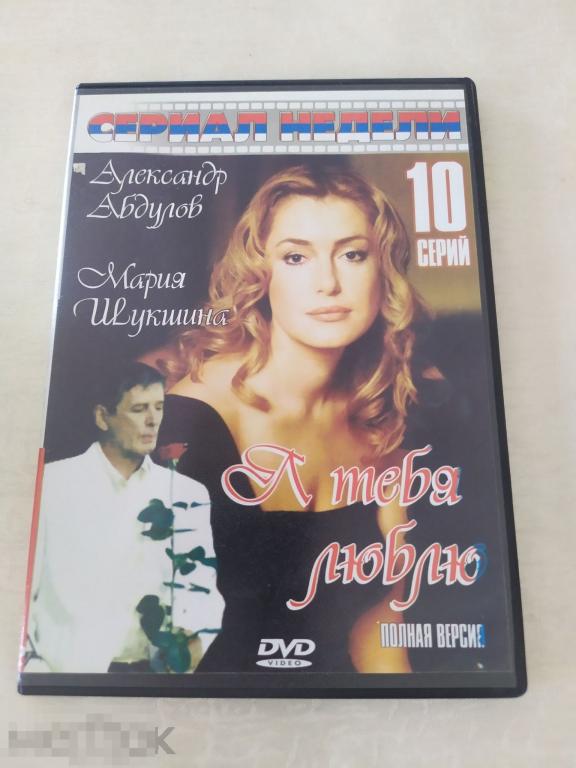 СЕРИАЛ НЕДЕЛИ
Александр
Абдулов
10
СЕРИЙ
Мария
Шукшина
Я тебя
люблю
ПОЛНАЯ ВЕРСИЯ
DVD
VIDEO